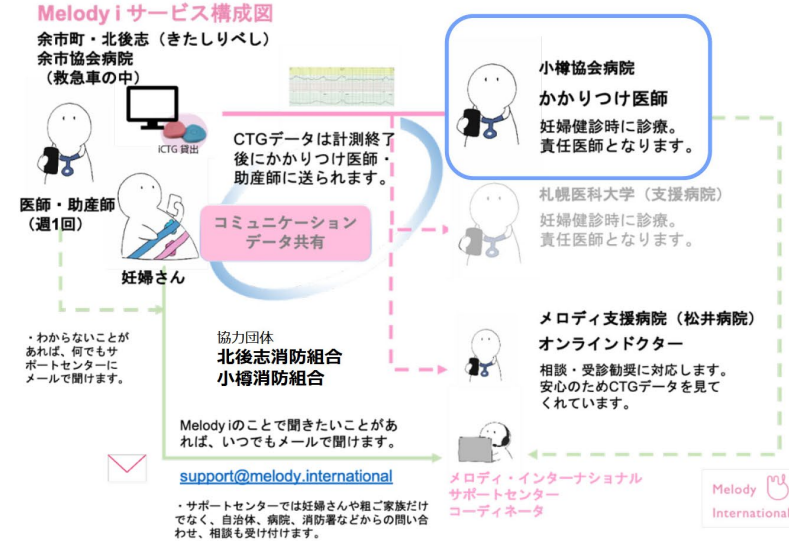 Melody i サービス構成図
余市町・北後志（きたしりべし）
余市協会病院
（救急車の中）
iCTG 貸出
医師・助産師
（週1回）
妊婦さん
CTGデータは計測終了
後にかかりつけ医師・
助産師に送られます。
コミュニケーション
データ共有
小樽協会病院
かかりつけ医師
妊婦健診時に診療。
責任医師となります。
札幌医科大学（支援病院）
妊婦健診時に診療。
責任医師となります。
メロディ支援病院（松井病院）
オンラインドクター
相談・受診勧奨に対応します。
安心のためCTGデータを見て
くれています。
・わからないことが
あれば、何でもサ
ポートセンターに
メールで聞けます。
協力団体
北後志消防組合
小樽消防組合
Melody iのことで聞きたいことがあ
れば、いつでもメールで聞けます。
support@melody.international
・サポートセンターでは妊婦さんや粗ご家族だけ
でなく、自治体、病院、消防署などからの問い合
わせ、相談も受け付けます。
メロディ・インターナショナル
サポートセンター
コーディネータ
Melody
International